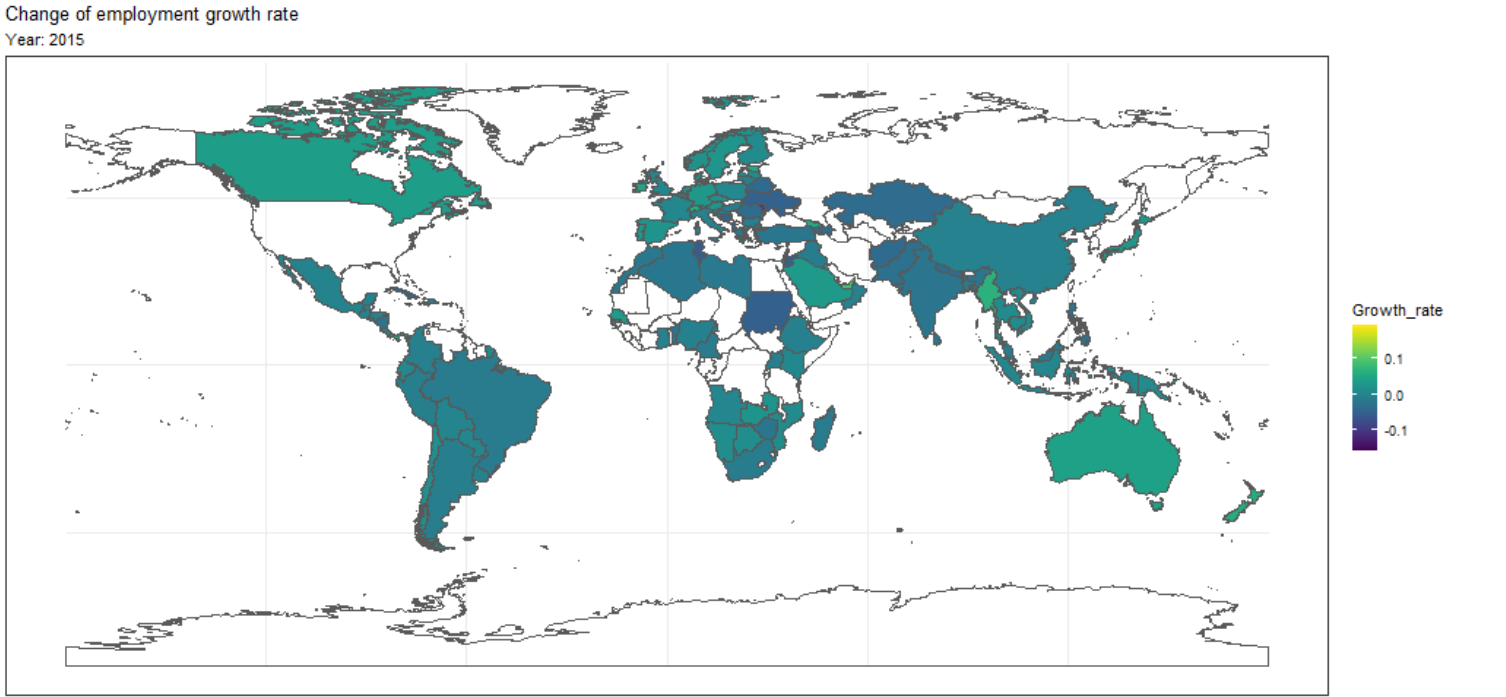 Change of employment growth rate
Year: 2015
Growth_rate
0.1
0.0
-0.1